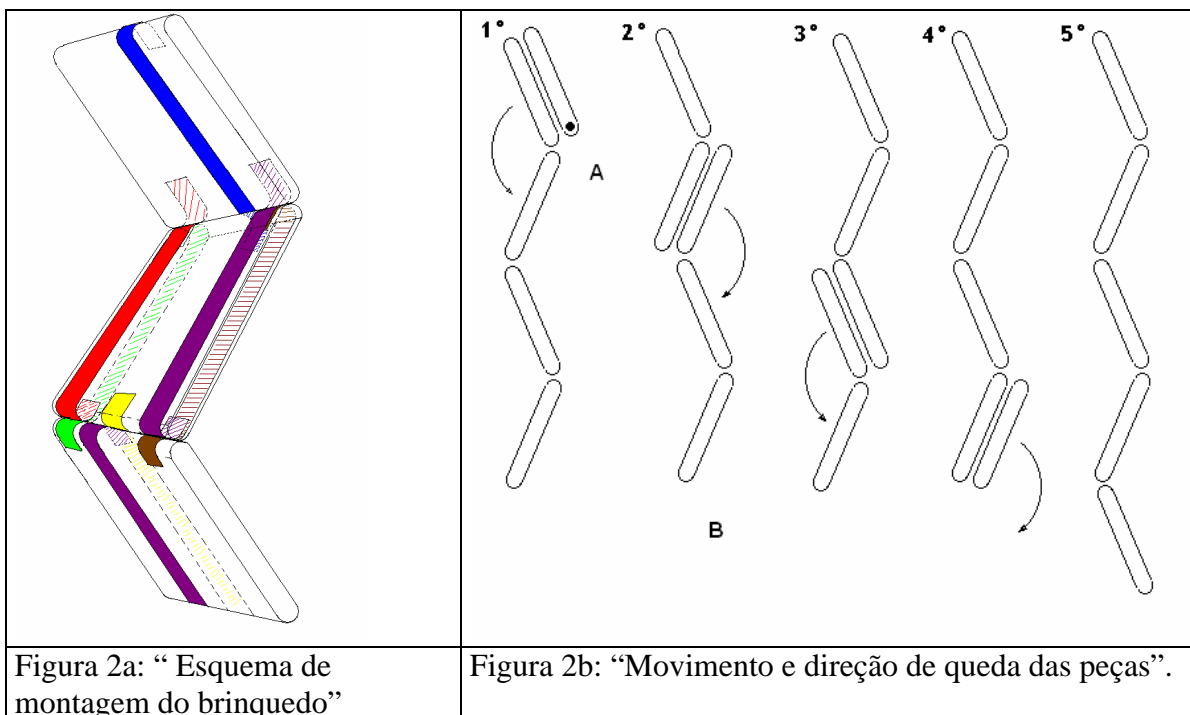 1° 2° 3° 4° 5°
A
B
Figura 2a: “ Esquema de
montagem do brinquedo”
Figura 2b: “Movimento e direção de queda das peças”.